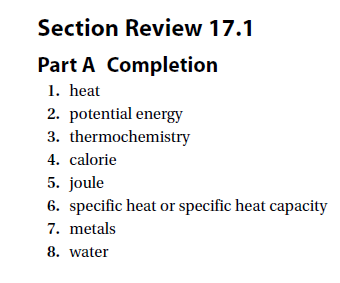 Section Review 17.1
Part A Completion
1. heat
2. potential energy
3. thermochemistry
4. calorie
5. joule
6. specific heat or specific heat capacity
7. metals
8. water